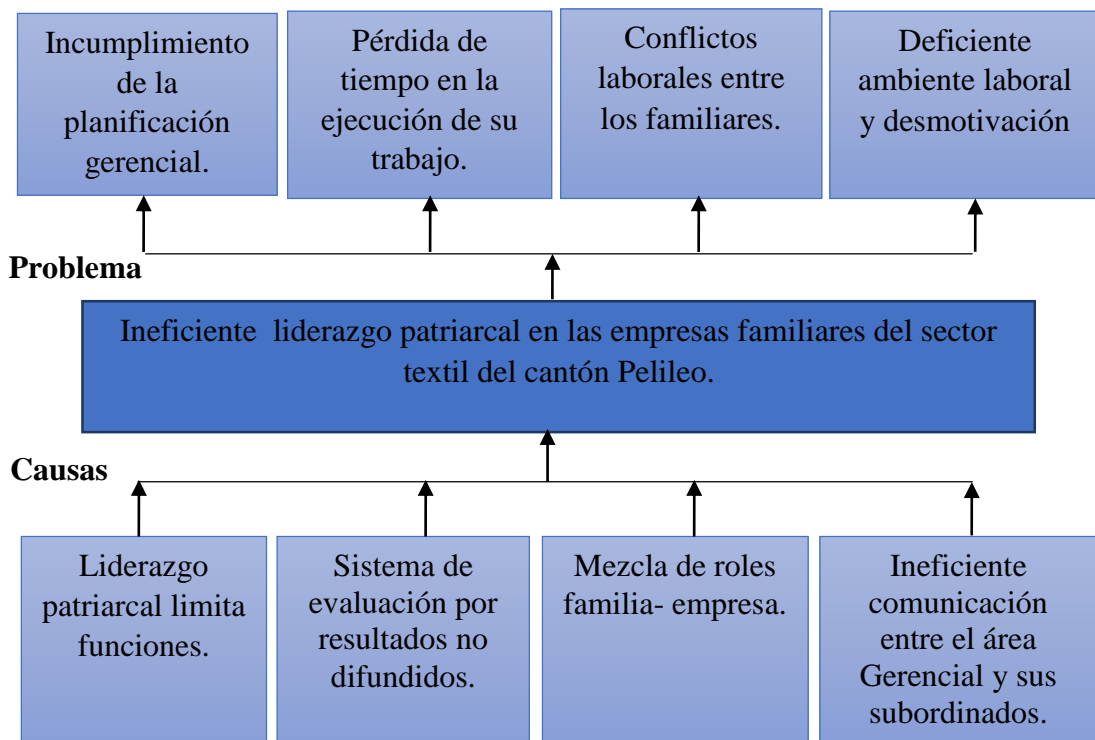 Incumplimiento
de la
planificación
gerencial.
Pérdida de
tiempo en la
ejecución de su
trabajo.
Conflictos
laborales entre
los familiares.
Deficiente
ambiente laboral
y desmotivación
Problema
Ineficiente liderazgo patriarcal en las empresas familiares del sector
textil del cantón Pelileo.
Causas
Liderazgo
patriarcal limita
funciones.
Sistema de
evaluación por
resultados no
difundidos.
Mezcla de roles
familia- empresa.
Ineficiente
comunicación
entre el área
Gerencial y sus
subordinados.